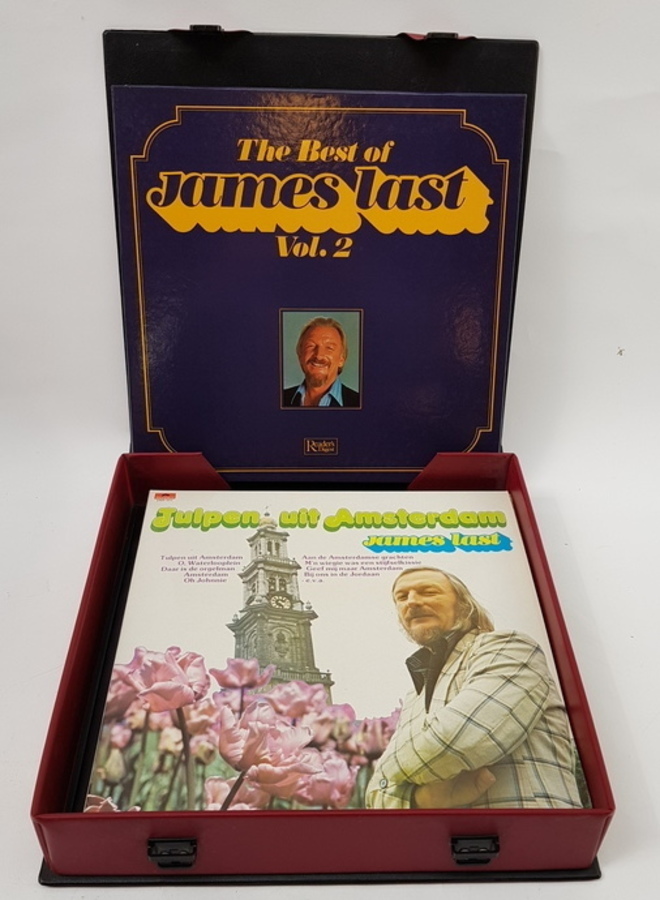 The Best of
James last
Vol. 2
Reader's
Digest
Tulpen uit Amsterdam
James last
Tulpen uit Amsterdam
O, Waterlooplein
Daar is de orgelman
Amsterdam
Oh Johnnie
Aan de Amsterdamse grachten
M'n wiegie was een stijfselkissie
Geef mij maar Amsterdam
Bij ons in de Jordaan
e.v.a.